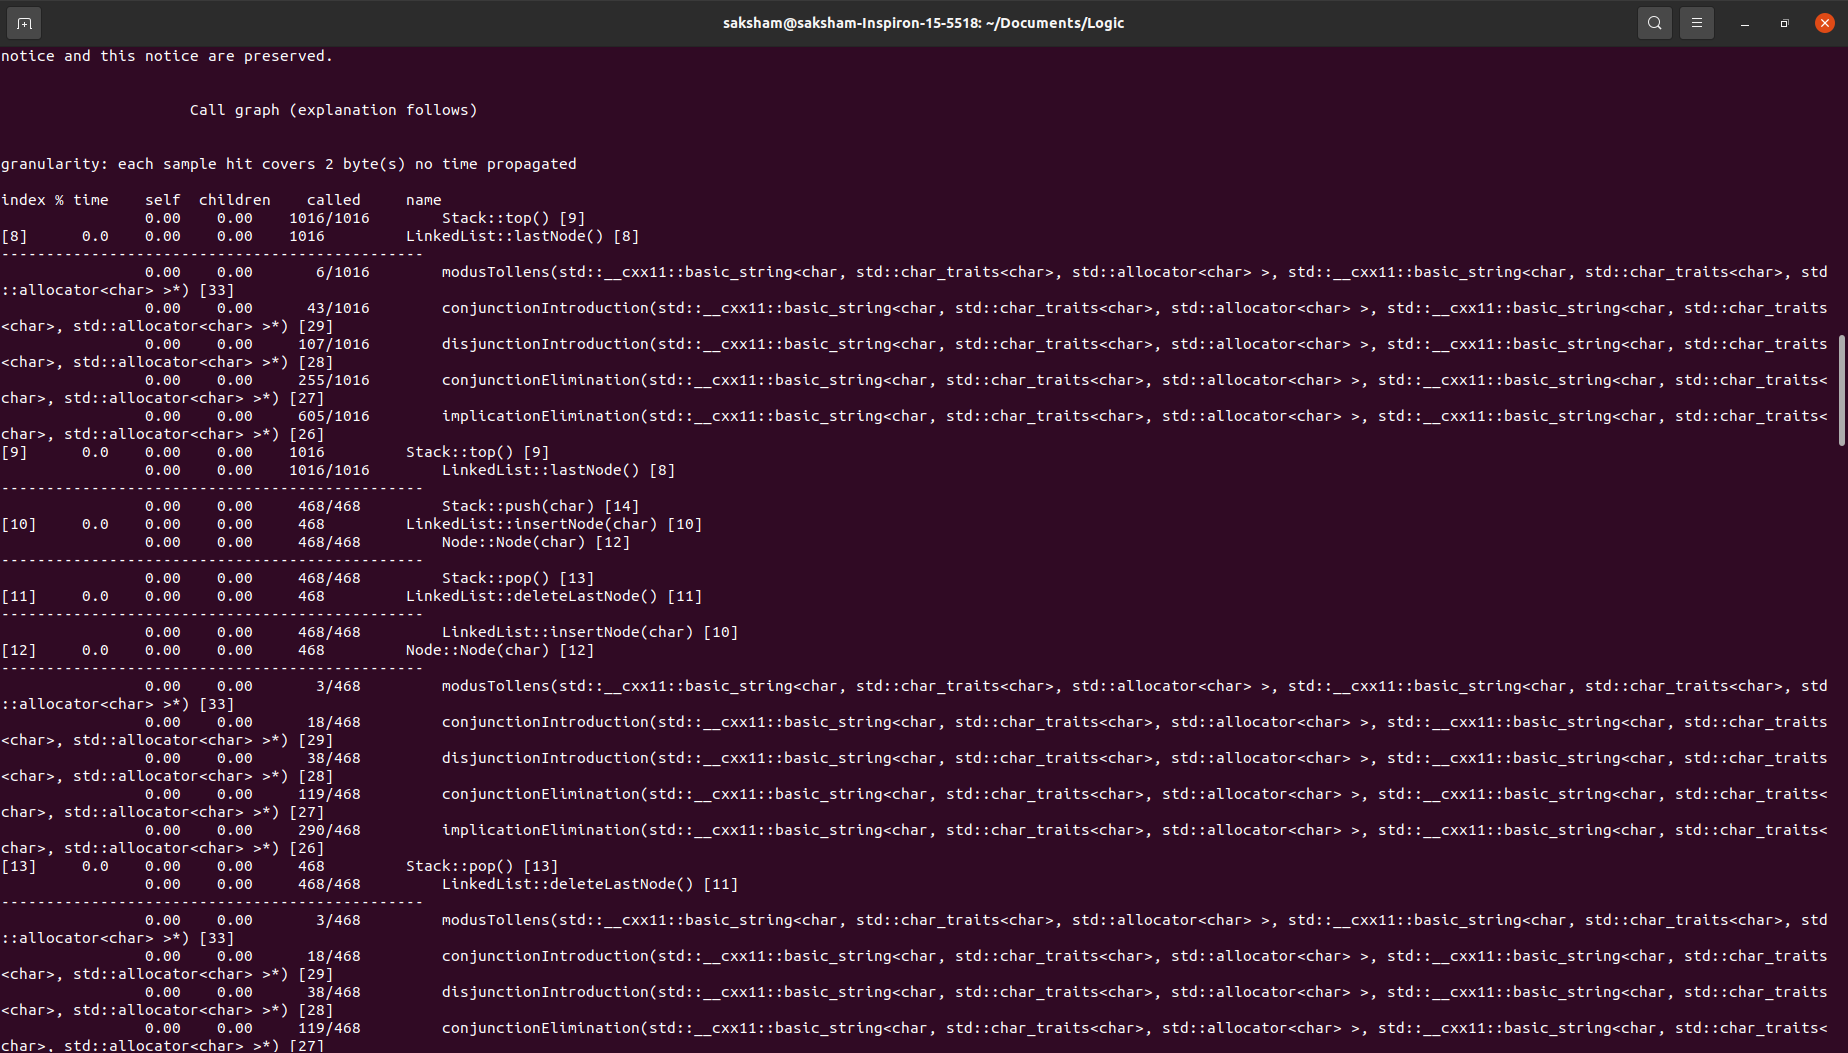 saksham@saksham-Inspiron-15-5518: ~/Documents/Logic
notice and this notice are preserved.
Call graph (explanation follows)
granularity: each sample hit covers 2 byte(s) no time propagated
index % time    self  children    called     name
                0.00    0.00    1016/1016        Stack::top() [9]
[8]      0.0    0.00    0.00    1016         LinkedList::lastNode() [8]
-----------------------------------------------
                0.00    0.00       6/1016        modusTollens(std::__cxx11::basic_string<char, std::char_traits<char>, std::allocator<char> >, std::__cxx11::basic_string<char, std::char_traits<char>, std
::allocator<char> >*) [33]
                0.00    0.00      43/1016        conjunctionIntroduction(std::__cxx11::basic_string<char, std::char_traits<char>, std::allocator<char> >, std::__cxx11::basic_string<char, std::char_traits
<char>, std::allocator<char> >*) [29]
                0.00    0.00     107/1016        disjunctionIntroduction(std::__cxx11::basic_string<char, std::char_traits<char>, std::allocator<char> >, std::__cxx11::basic_string<char, std::char_traits
<char>, std::allocator<char> >*) [28]
                0.00    0.00     255/1016        conjunctionElimination(std::__cxx11::basic_string<char, std::char_traits<char>, std::allocator<char> >, std::__cxx11::basic_string<char, std::char_traits<
char>, std::allocator<char> >*) [27]
                0.00    0.00     605/1016        implicationElimination(std::__cxx11::basic_string<char, std::char_traits<char>, std::allocator<char> >, std::__cxx11::basic_string<char, std::char_traits<
char>, std::allocator<char> >*) [26]
[9]      0.0    0.00    0.00    1016         Stack::top() [9]
                0.00    0.00    1016/1016        LinkedList::lastNode() [8]
-----------------------------------------------
                0.00    0.00     468/468         Stack::push(char) [14]
[10]     0.0    0.00    0.00     468         LinkedList::insertNode(char) [10]
                0.00    0.00     468/468         Node::Node(char) [12]
-----------------------------------------------
                0.00    0.00     468/468         Stack::pop() [13]
[11]     0.0    0.00    0.00     468         LinkedList::deleteLastNode() [11]
-----------------------------------------------
                0.00    0.00     468/468         LinkedList::insertNode(char) [10]
[12]     0.0    0.00    0.00     468         Node::Node(char) [12]
-----------------------------------------------
                0.00    0.00       3/468         modusTollens(std::__cxx11::basic_string<char, std::char_traits<char>, std::allocator<char> >, std::__cxx11::basic_string<char, std::char_traits<char>, std
::allocator<char> >*) [33]
                0.00    0.00      18/468         conjunctionIntroduction(std::__cxx11::basic_string<char, std::char_traits<char>, std::allocator<char> >, std::__cxx11::basic_string<char, std::char_traits
<char>, std::allocator<char> >*) [29]
                0.00    0.00      38/468         disjunctionIntroduction(std::__cxx11::basic_string<char, std::char_traits<char>, std::allocator<char> >, std::__cxx11::basic_string<char, std::char_traits
<char>, std::allocator<char> >*) [28]
                0.00    0.00     119/468         conjunctionElimination(std::__cxx11::basic_string<char, std::char_traits<char>, std::allocator<char> >, std::__cxx11::basic_string<char, std::char_traits<
char>, std::allocator<char> >*) [27]
                0.00    0.00     290/468         implicationElimination(std::__cxx11::basic_string<char, std::char_traits<char>, std::allocator<char> >, std::__cxx11::basic_string<char, std::char_traits<
char>, std::allocator<char> >*) [26]
[13]     0.0    0.00    0.00     468         Stack::pop() [13]
                0.00    0.00     468/468         LinkedList::deleteLastNode() [11]
-----------------------------------------------
                0.00    0.00       3/468         modusTollens(std::__cxx11::basic_string<char, std::char_traits<char>, std::allocator<char> >, std::__cxx11::basic_string<char, std::char_traits<char>, std
::allocator<char> >*) [33]
                0.00    0.00      18/468         conjunctionIntroduction(std::__cxx11::basic_string<char, std::char_traits<char>, std::allocator<char> >, std::__cxx11::basic_string<char, std::char_traits
<char>, std::allocator<char> >*) [29]
                0.00    0.00      38/468         disjunctionIntroduction(std::__cxx11::basic_string<char, std::char_traits<char>, std::allocator<char> >, std::__cxx11::basic_string<char, std::char_traits
<char>, std::allocator<char> >*) [28]
                0.00    0.00     119/468         conjunctionElimination(std::__cxx11::basic_string<char, std::char_traits<char>, std::allocator<char> >, std::__cxx11::basic_string<char, std::char_traits<
char>, std::allocator<char> >*) [27]